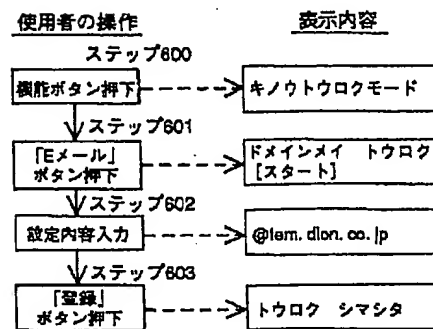 使用者の操作
表示内容
ステップ600
機能ボタン押下
キノウトウロクモード
ステップ601
「Eメール」
ボタン押下
ドメインメイ トウロク
[スタート]
ステップ602
設定内容入力
@tem.dion.co.jp
ステップ603
「登録」
ボタン押下
トウロク シマシタ